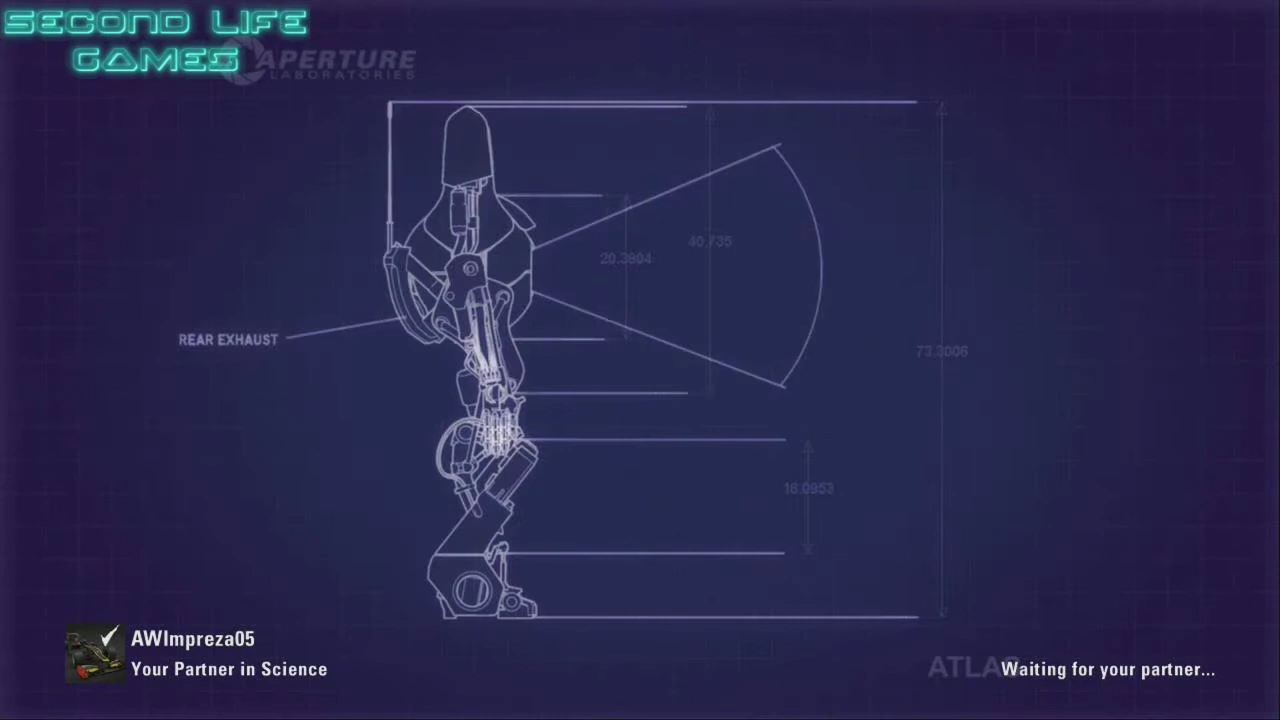 SECOND LIFE
GAMES
APERTURE
LABORATORIES
40.735
20.3804
REAR EXHAUST
73.3006
16.0953
AWImpreza05
Your Partner in Science
ATLAS
Waiting for your partner...